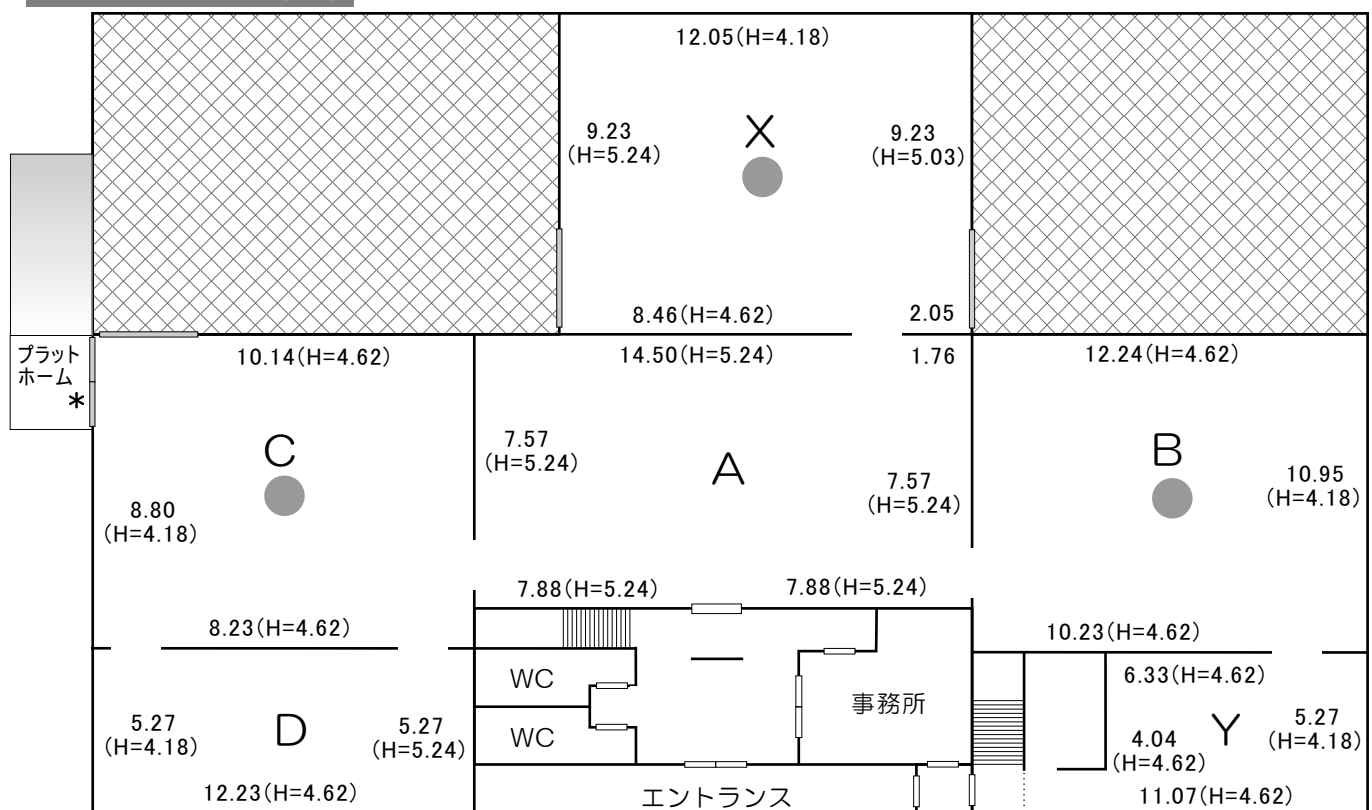 12.05(H=4.18)
9.23
(H=5.24)
X
9.23
(H=5.03)
8.46(H=4.62)
2.05
プラット
ホーム
*
10.14(H=4.62)
14.50(H=5.24)
1.76
12.24(H=4.62)
C
7.57
(H=5.24)
A
7.57
(H=5.24)
B
10.95
(H=4.18)
8.80
(H=4.18)
7.88(H=5.24)
7.88(H=5.24)
8.23(H=4.62)
10.23(H=4.62)
WC
6.33(H=4.62)
事務所
5.27
(H=4.18)
D
5.27
(H=5.24)
WC
4.04
(H=4.62)
Y
5.27
(H=4.18)
12.23(H=4.62)
エントランス
11.07(H=4.62)